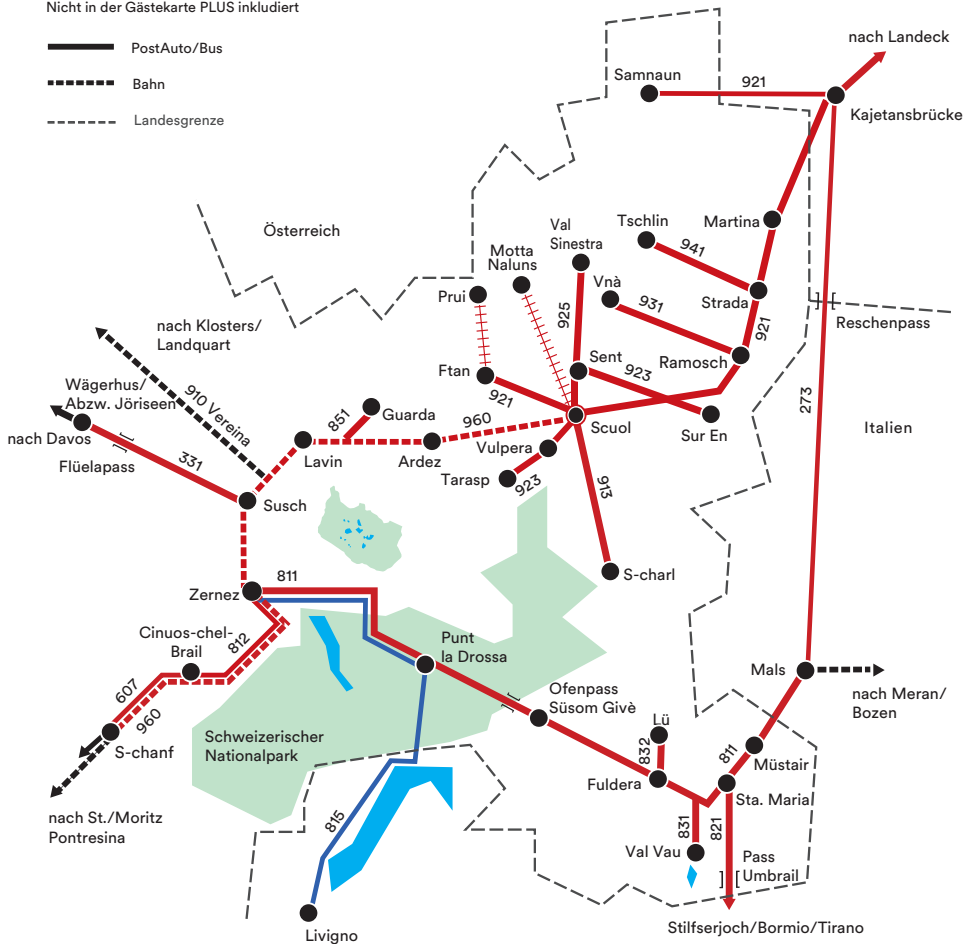 Nicht in der Gästekarte PLUS inkludiert
PostAuto/Bus
Bahn
Landesgrenze
nach Landeck
Samnaun
921
Kajetansbrücke
Österreich
Tschlin
941
Martina
Val
Sinestra
Motta
Naluns
Vnà
931
Strada
Prui
925
921
Reschenpass
nach Klosters/
Landquart
Ramosch
Sent
923
Ftan
921
273
Wägerhus/
Abzw. Jöriseen
910 Vereina
851
Guarda
960
Scuol
Sur En
Italien
nach Davos
Flüelapass
331
Lavin
Ardez
Vulpera
Tarasp
923
913
Susch
S-charl
811
Zernez
Cinuos-chel-
Brail
812
Punt
la Drossa
Mals
nach Meran/
Bozen
607
960
S-chanf
Ofenpass
Süsom Givè
Lü
832
811
Müstair
Schweizerischer
Nationalpark
Fuldera
Sta. Maria
nach St./Moritz
Pontresina
815
831
821
Val Vau
Pass
Umbrail
Livigno
Stilfserjoch/Bormio/Tirano